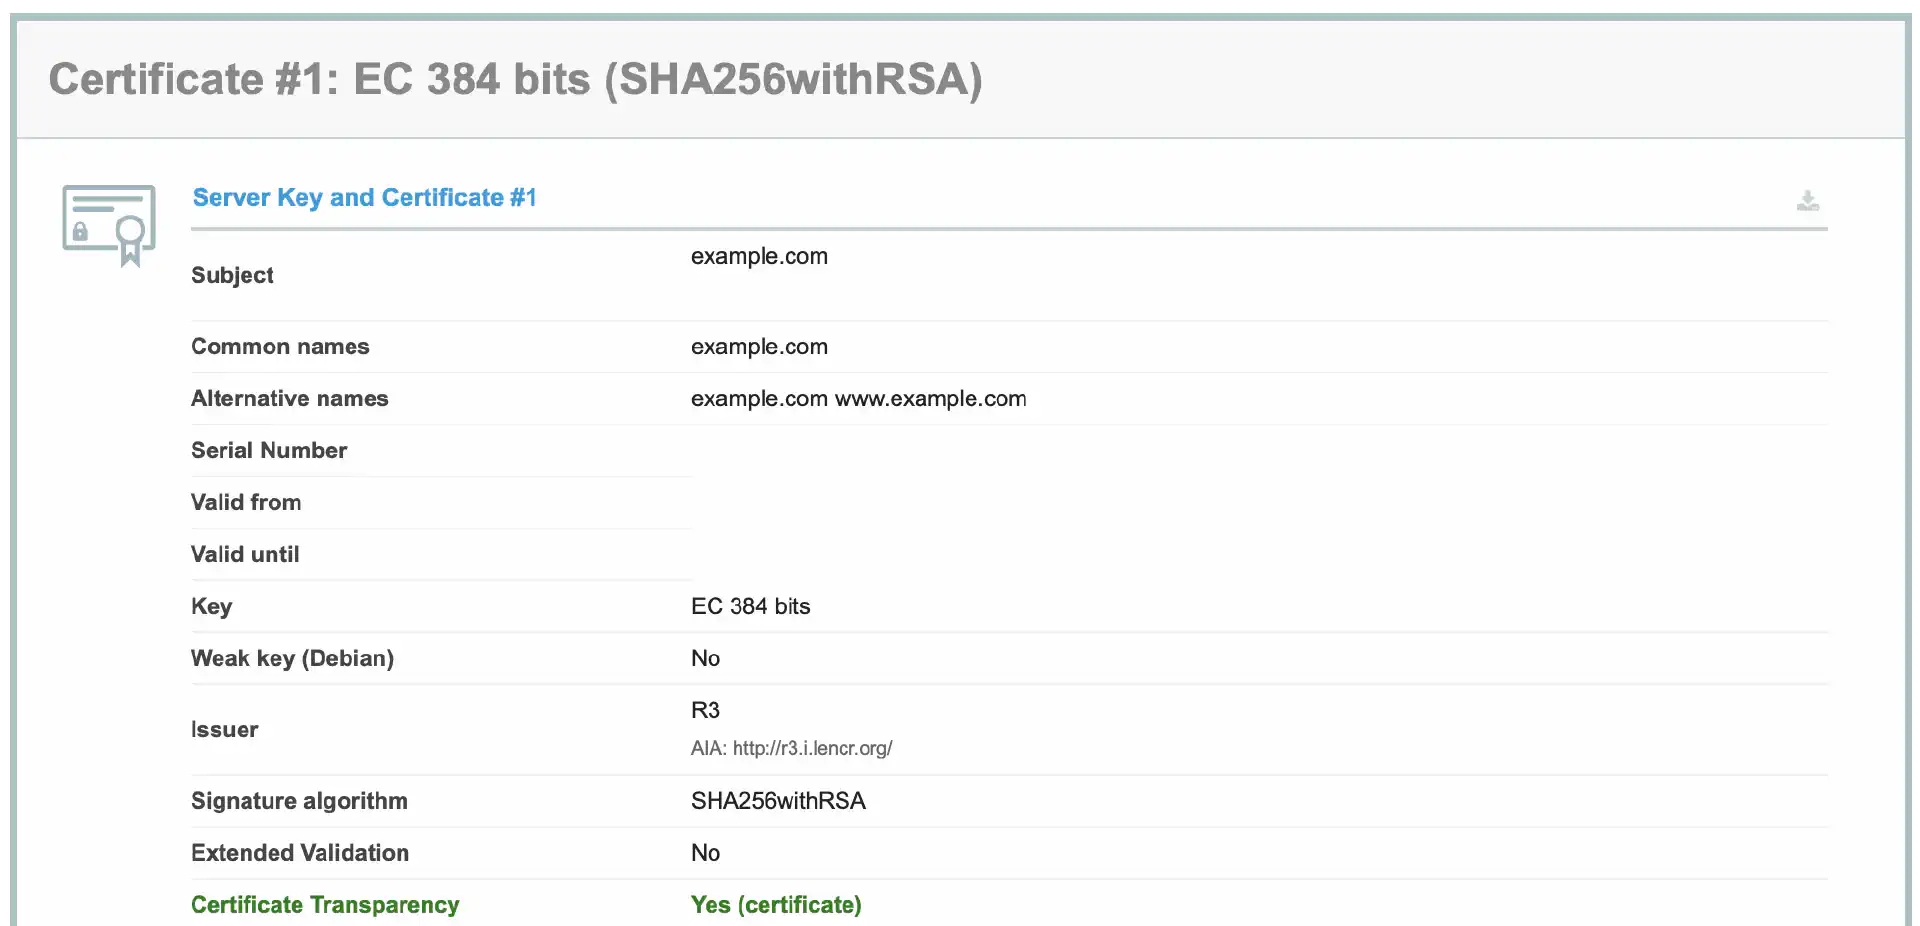 Certificate #1: EC 384 bits (SHA256withRSA)
Server Key and Certificate #1
Subject example.com
Common names example.com
Alternative names example.com www.example.com
Serial Number
Valid from
Valid until
Key EC 384 bits
Weak key (Debian) No
Issuer R3
AIA: http://r3.i.lencr.org/
Signature algorithm SHA256withRSA
Extended Validation No
Certificate Transparency Yes (certificate)